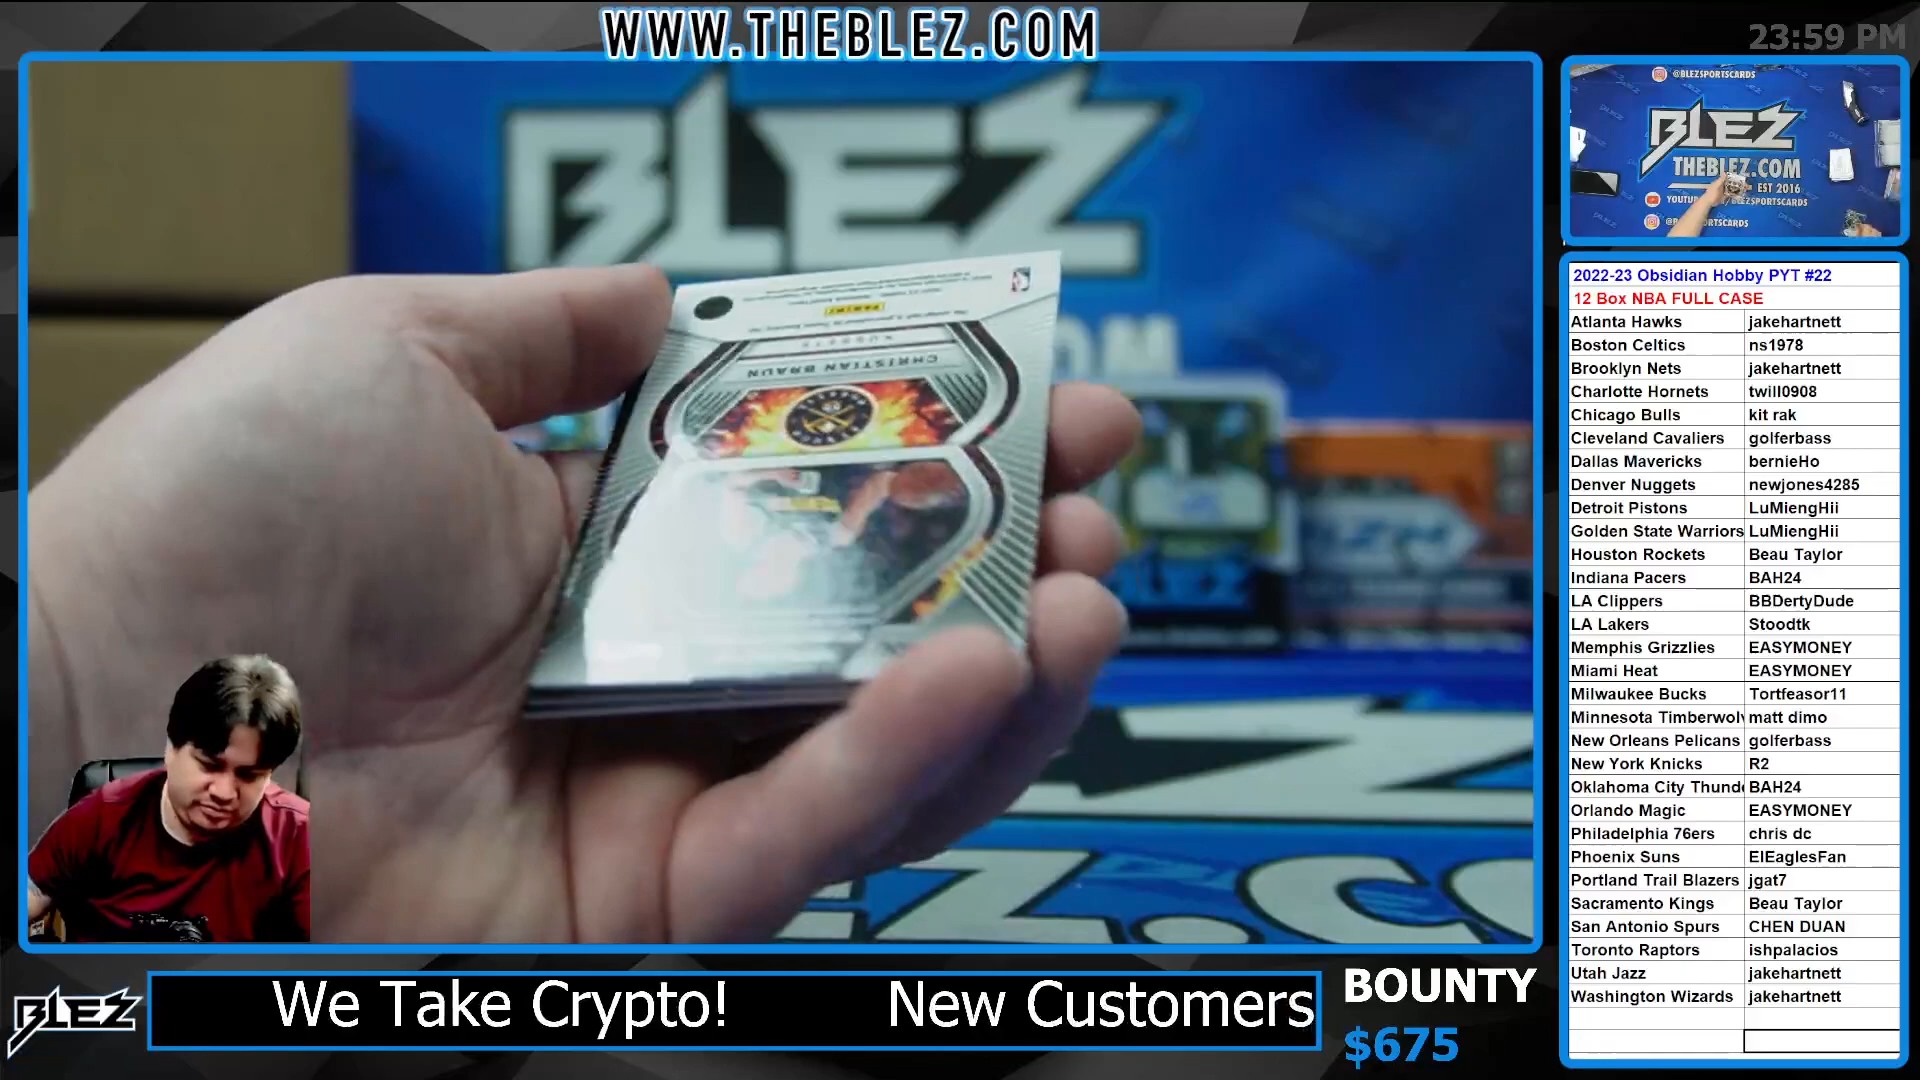 WWW.THEBLEZ.COM
23:59 PM
BLEZ
@BLEZSPORTSCARDS
BLEZ
THEBLEZ.COM
EST 2016
PANINI
NUGGETS
CHRISTIAN BRAUN
2022-23 Obsidian Hobby PYT #22
12 Box NBA FULL CASE
Atlanta Hawks jakehartnett
Boston Celtics ns1978
Brooklyn Nets jakehartnett
Charlotte Hornets twill0908
Chicago Bulls kit rak
Cleveland Cavaliers golferbass
Dallas Mavericks bernieHo
Denver Nuggets newjones4285
Detroit Pistons LuMiengHii
Golden State Warriors LuMiengHii
Houston Rockets Beau Taylor
Indiana Pacers BAH24
LA Clippers BBDertyDude
LA Lakers Stoodtk
Memphis Grizzlies EASYMONEY
Miami Heat EASYMONEY
Milwaukee Bucks Tortfeasor11
Minnesota Timberwolv matt dimo
New Orleans Pelicans golferbass
New York Knicks R2
Oklahoma City Thunde BAH24
Orlando Magic EASYMONEY
Philadelphia 76ers chris dc
Phoenix Suns ElEaglesFan
Portland Trail Blazers jgat7
Sacramento Kings Beau Taylor
San Antonio Spurs CHEN DUAN
Toronto Raptors ishpalacios
Utah Jazz jakehartnett
Washington Wizards jakehartnett
BLEZ
We Take Crypto! New Customers
BOUNTY
$675